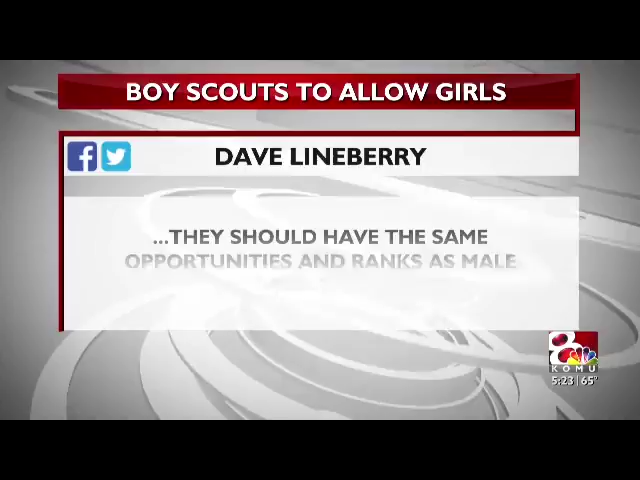 BOY SCOUTS TO ALLOW GIRLS
DAVE LINEBERRY
...THEY SHOULD HAVE THE SAME
OPPORTUNITIES AND RANKS AS MALE
8
KOMU
5:23 | 65°